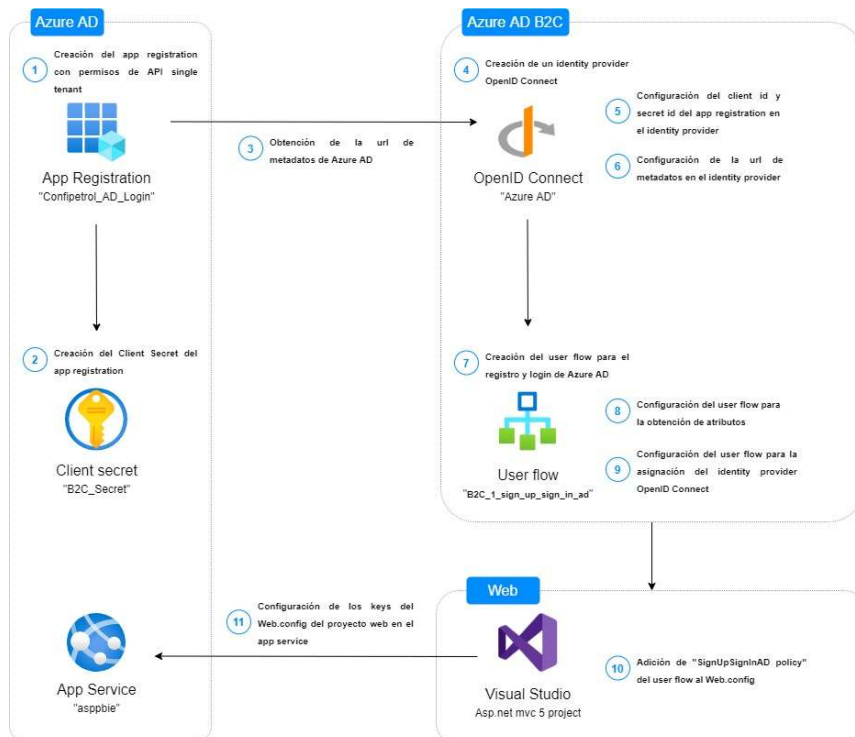 Azure AD
1
Creación del app registration
con permisos de API single
tenant
App Registration
"Confipetrol_AD_Login"
3
Obtención de la url de
metadatos de Azure AD
2
Creación del Client Secret del
app registration
Client secret
"B2C_Secret"
App Service
"asppbie"
Azure AD B2C
4
Creación de un identity provider
OpenID Connect
OpenID Connect
"Azure AD"
5
Configuración del client id y
secret id del app registration en
el identity provider
6
Configuración de la url de
metadatos en el identity provider
7
Creación del user flow para el
registro y login de Azure AD
User flow
"B2C_1_sign_up_sign_in_ad"
8
Configuración del user flow para
la obtención de atributos
9
Configuración del user flow para la
asignación del identity provider
OpenID Connect
Web
Visual Studio
Asp.net mvc 5 project
10
Adición de "SignUpSignInAD policy"
del user flow al Web.config
11
Configuración de los keys del
Web.config del proyecto web en el
app service